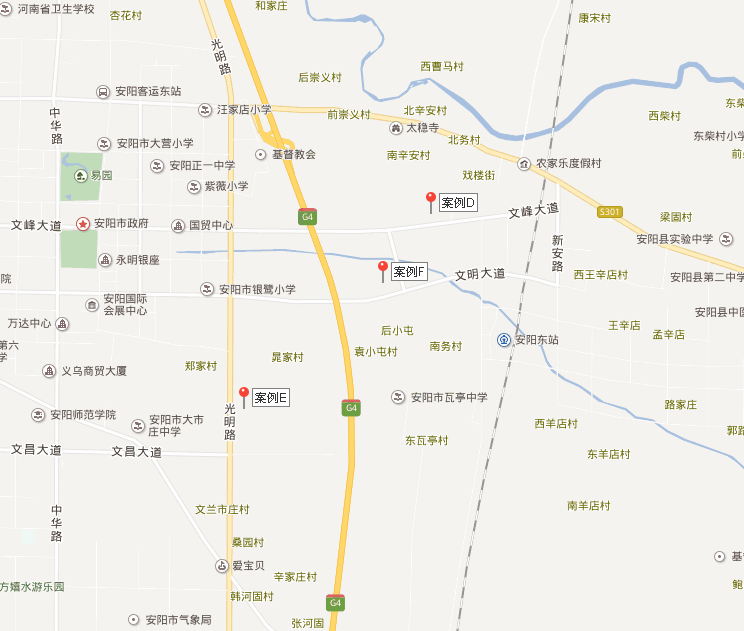 河南省卫生学校
和家庄
杏花村
康宋村
光明路
西曹马村
后崇义村
安阳客运东站
汪家店小学
前崇义村
北辛安村
西柴村
中华路
太稳寺
北务村
东柴村小学
安阳市大营小学
基督教会
南辛安村
农家乐度假村
安阳正一中学
戏楼街
易园
紫薇小学
案例D
G4
文峰大道
S301
梁固村
文峰大道
安阳市政府
国贸中心
安阳县实验中学
新安路
永明银座
案例F
文明大道
西王辛店村
安阳县第二中学
院
安阳市银鹭小学
安阳国际
会展中心
万达中心
后小屯
王辛店
孟辛店
安阳东站
第六
学
南务村
袁小屯村
晁家村
郑家村
义乌商贸大厦
案例E
G4
安阳市瓦亭中学
路家庄
光明路
安阳师范学院
安阳市大市
庄中学
西羊店村
东瓦亭村
文昌大道
文昌大道
东羊店村
中华路
文兰市庄村
南羊店村
桑园村
爱宝贝
辛家庄村
方嬉水游乐园
韩河固村
G4
安阳市气象局
张河固